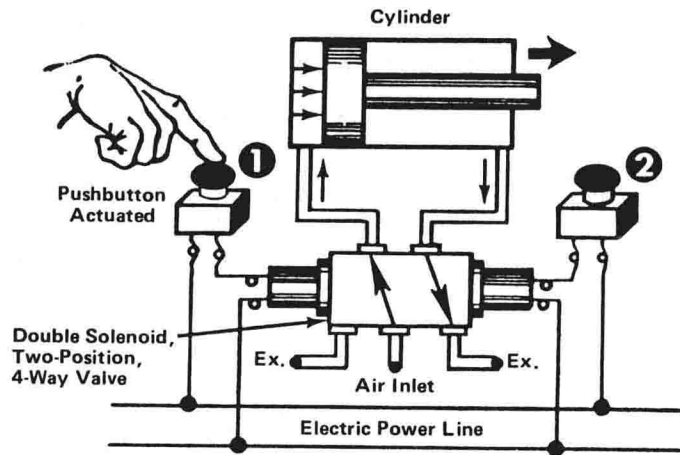 Cylinder
1
2
Pushbutton
Actuated
Double Solenoid,
Two-Position,
4-Way Valve
Ex.
Air Inlet
Ex.
Electric Power Line